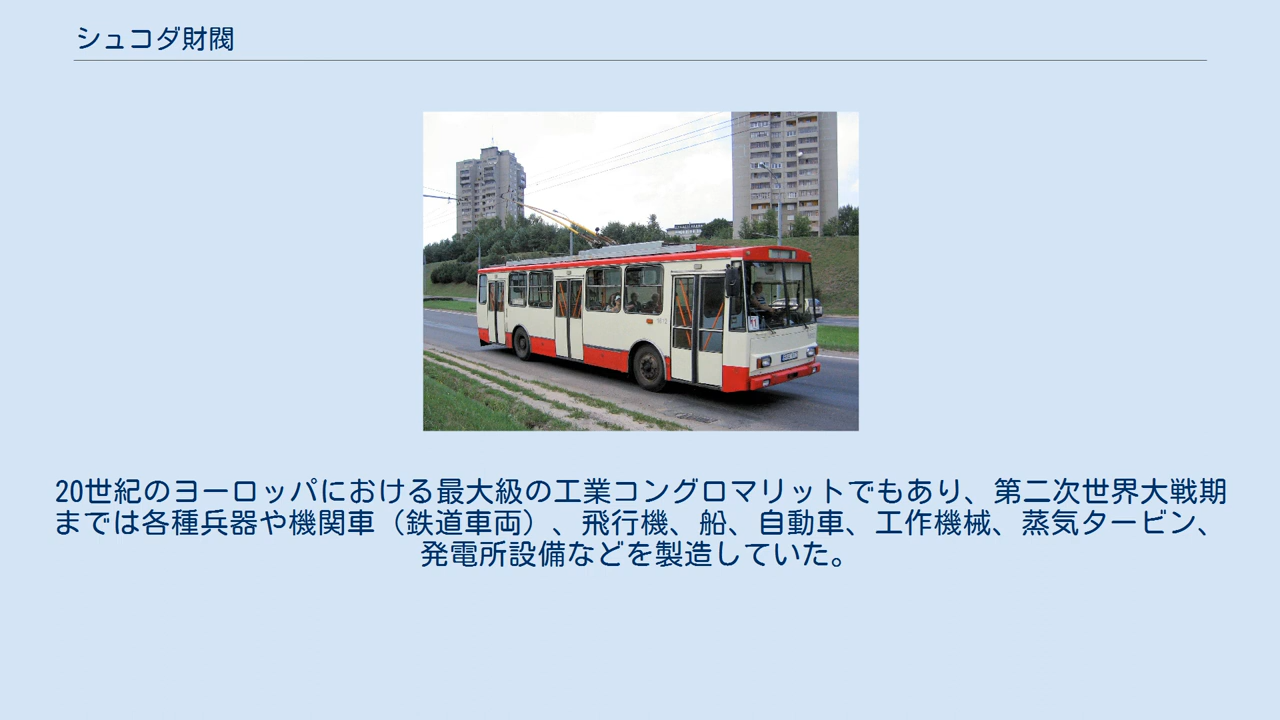 シュコダ財閥
20世紀のヨーロッパにおける最大級の工業コングロマリットでもあり、第二次世界大戦期
までは各種兵器や機関車（鉄道車両）、飛行機、船、自動車、工作機械、蒸気タービン、
発電所設備などを製造していた。